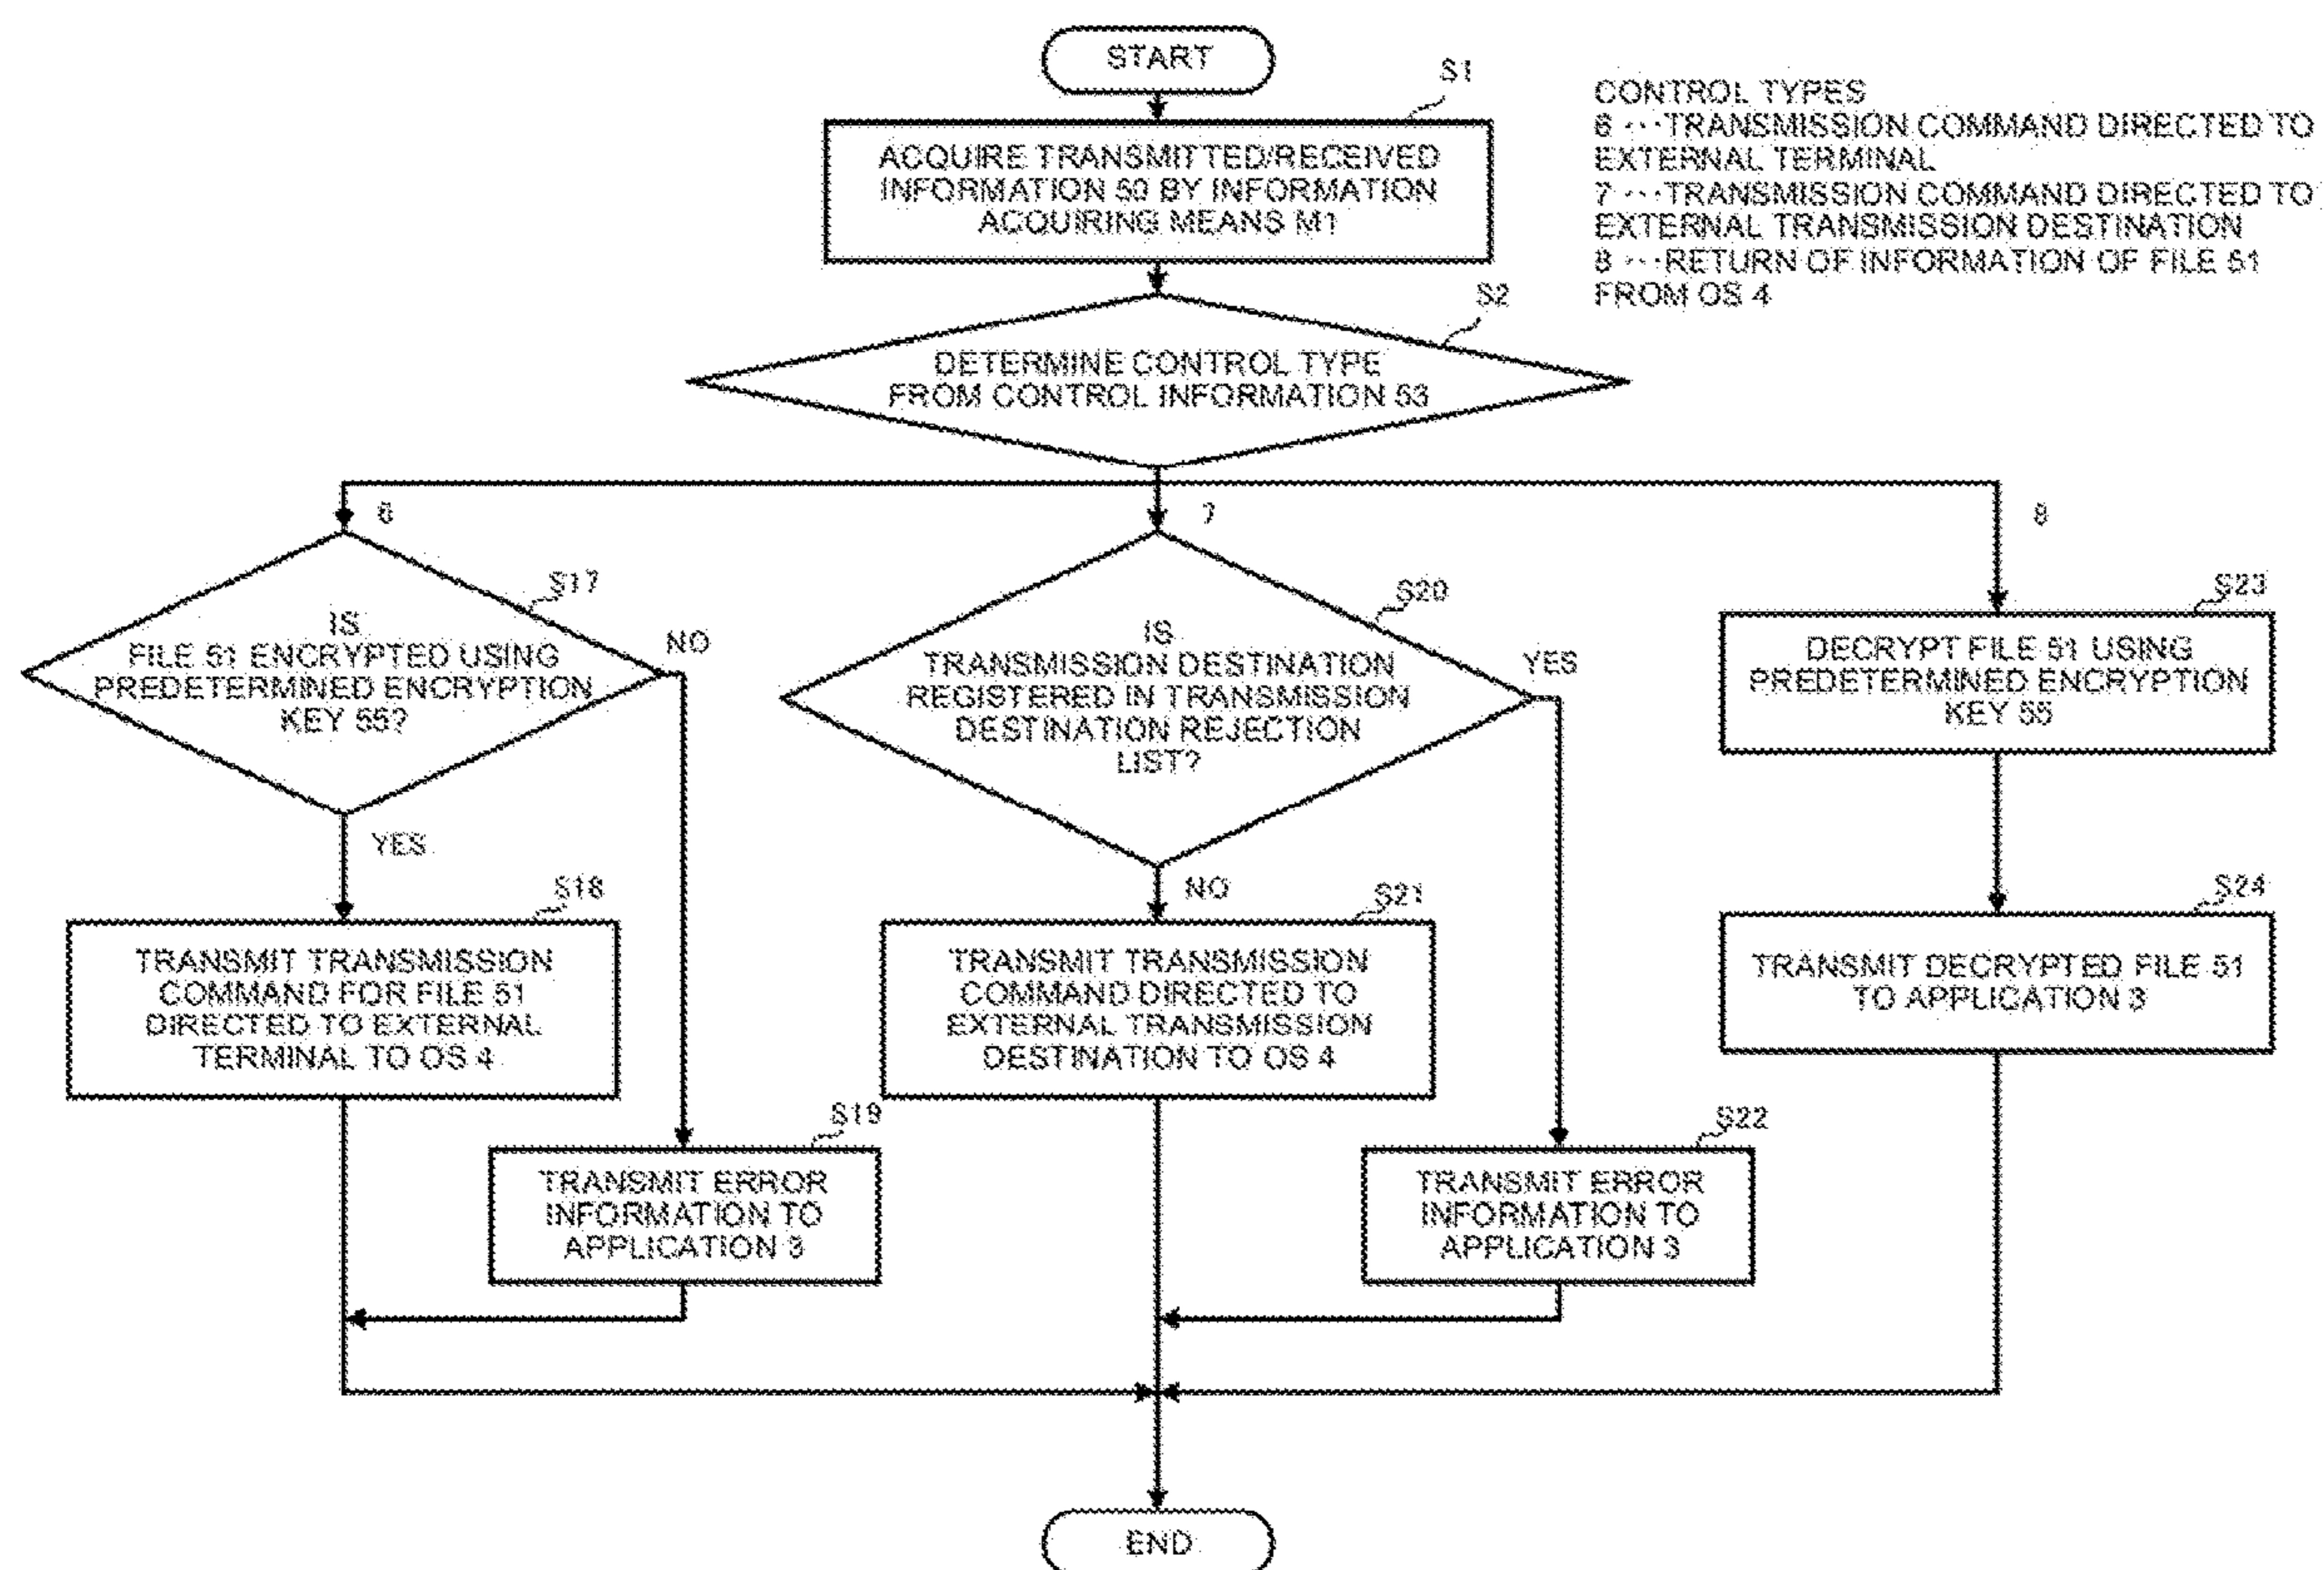 START
S1
ACQUIRE TRANSMITTED/RECEIVED
INFORMATION 50 BY INFORMATION
ACQUIRING MEANS M1
CONTROL TYPES
6 ···TRANSMISSION COMMAND DIRECTED TO
EXTERNAL TERMINAL
7 ···TRANSMISSION COMMAND DIRECTED TO
EXTERNAL TRANSMISSION DESTINATION
8 ···RETURN OF INFORMATION OF FILE 51
FROM OS 4
S2
DETERMINE CONTROL TYPE
FROM CONTROL INFORMATION 53
6
7
8
S17
IS
FILE 51 ENCRYPTED USING
PREDETERMINED ENCRYPTION
KEY 55?
NO
YES
S20
IS
TRANSMISSION DESTINATION
REGISTERED IN TRANSMISSION
DESTINATION REJECTION
LIST?
YES
NO
S23
DECRYPT FILE 51 USING
PREDETERMINED ENCRYPTION
KEY 55
S18
TRANSMIT TRANSMISSION
COMMAND FOR FILE 51
DIRECTED TO EXTERNAL
TERMINAL TO OS 4
S21
TRANSMIT TRANSMISSION
COMMAND DIRECTED TO
EXTERNAL TRANSMISSION
DESTINATION TO OS 4
S24
TRANSMIT DECRYPTED FILE 51
TO APPLICATION 3
S19
TRANSMIT ERROR
INFORMATION TO
APPLICATION 3
S22
TRANSMIT ERROR
INFORMATION TO
APPLICATION 3
END